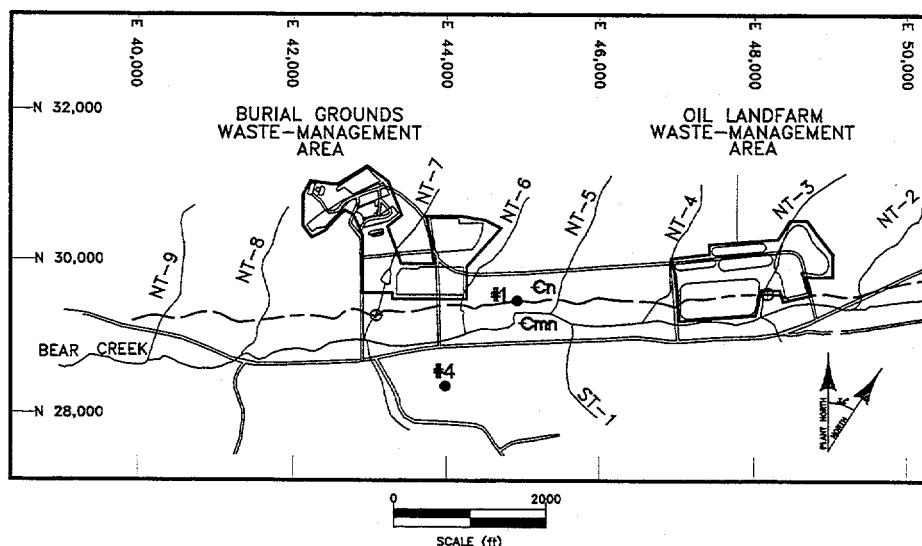 E 40,000
E 42,000
E 44,000
E 46,000
E 48,000
E 50,000
N 32,000
BURIAL GROUNDS
WASTE-MANAGEMENT
AREA
OIL LANDFARM
WASTE-MANAGEMENT
AREA
NT-7
NT-6
NT-5
NT-4
NT-3
NT-2
NT-9
NT-8
N 30,000
#1
Єn
Єmn
BEAR CREEK
#4
ST-1
N 28,000
PLANT NORTH
NORTH
0
2000
SCALE (ft)